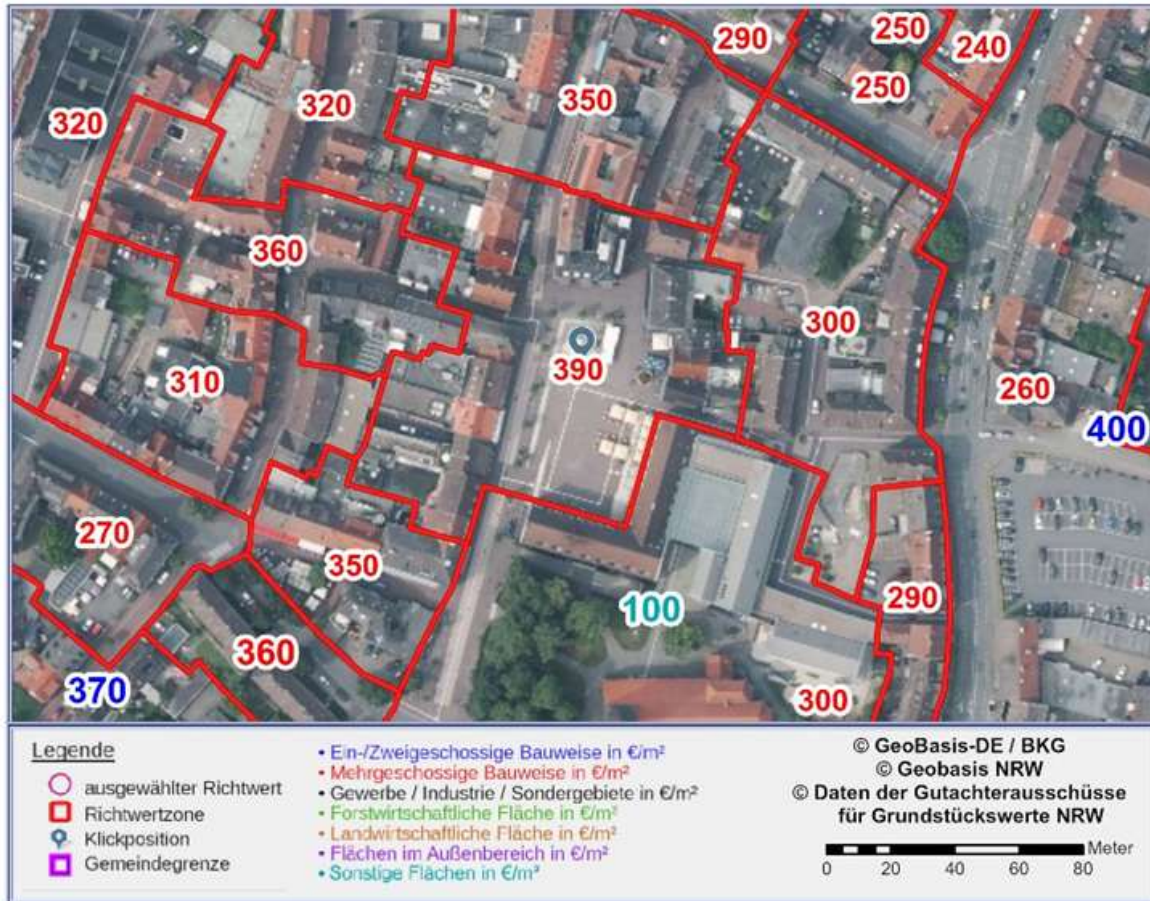 290
250
240
250
320
320
350
360
300
390
310
260
400
270
350
290
100
360
370
300
Legende
ausgewählter Richtwert
Richtwertzone
Klickposition
Gemeindegrenze
• Ein-/Zweigeschossige Bauweise in €/m²
• Mehrgeschossige Bauweise in €/m²
• Gewerbe / Industrie / Sondergebiete in €/m²
• Forstwirtschaftliche Fläche in €/m²
• Landwirtschaftliche Fläche in €/m²
• Flächen im Außenbereich in €/m²
• Sonstige Flächen in €/m²
© GeoBasis-DE / BKG
© Geobasis NRW
© Daten der Gutachterausschüsse
für Grundstückswerte NRW
Meter
0 20 40 60 80